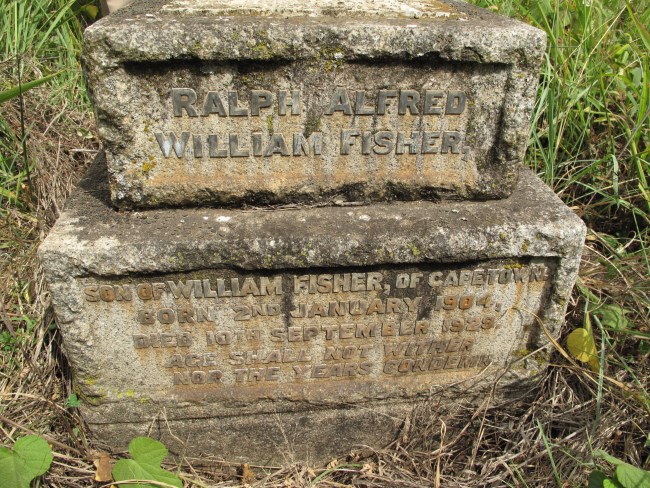 RALPH ALFRED
WILLIAM FISHER.
SON OF WILLIAM FISHER, OF CAPETOWN.
BORN 2ND JANUARY, 1904.
DIED 10TH SEPTEMBER, 1929.
AGE SHALL NOT WITHER
NOR THE YEARS CONDEMN